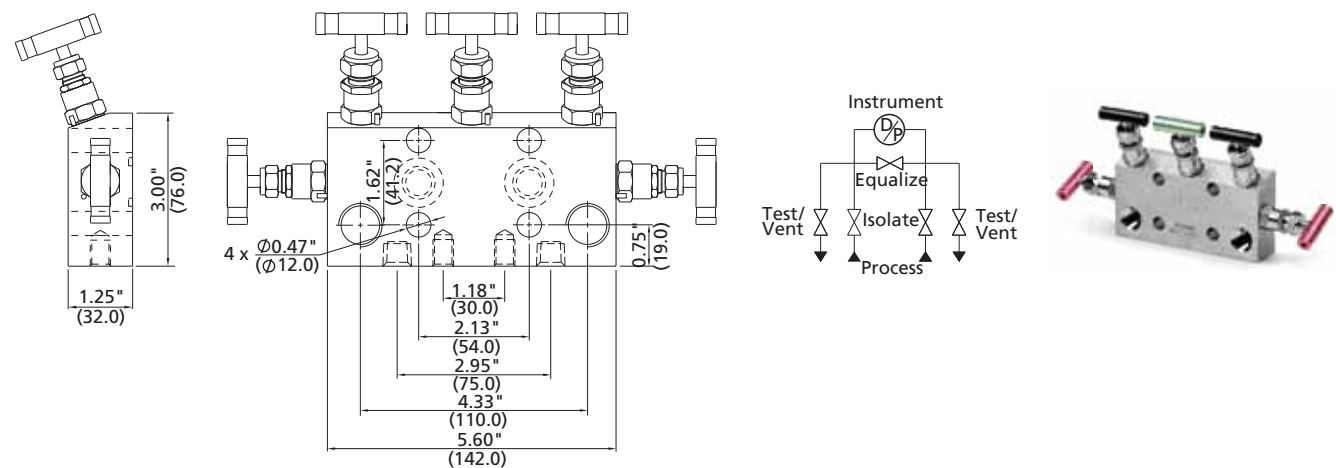 3.00"
(76.0)
1.25"
(32.0)
1.62"
(41.2)
4 x Ø0.47"
(Ø12.0)
0.75"
(19.0)
1.18"
(30.0)
2.13"
(54.0)
2.95"
(75.0)
4.33"
(110.0)
5.60"
(142.0)
Instrument
D/P
Equalize
Test/
Vent
Isolate
Test/
Vent
Process